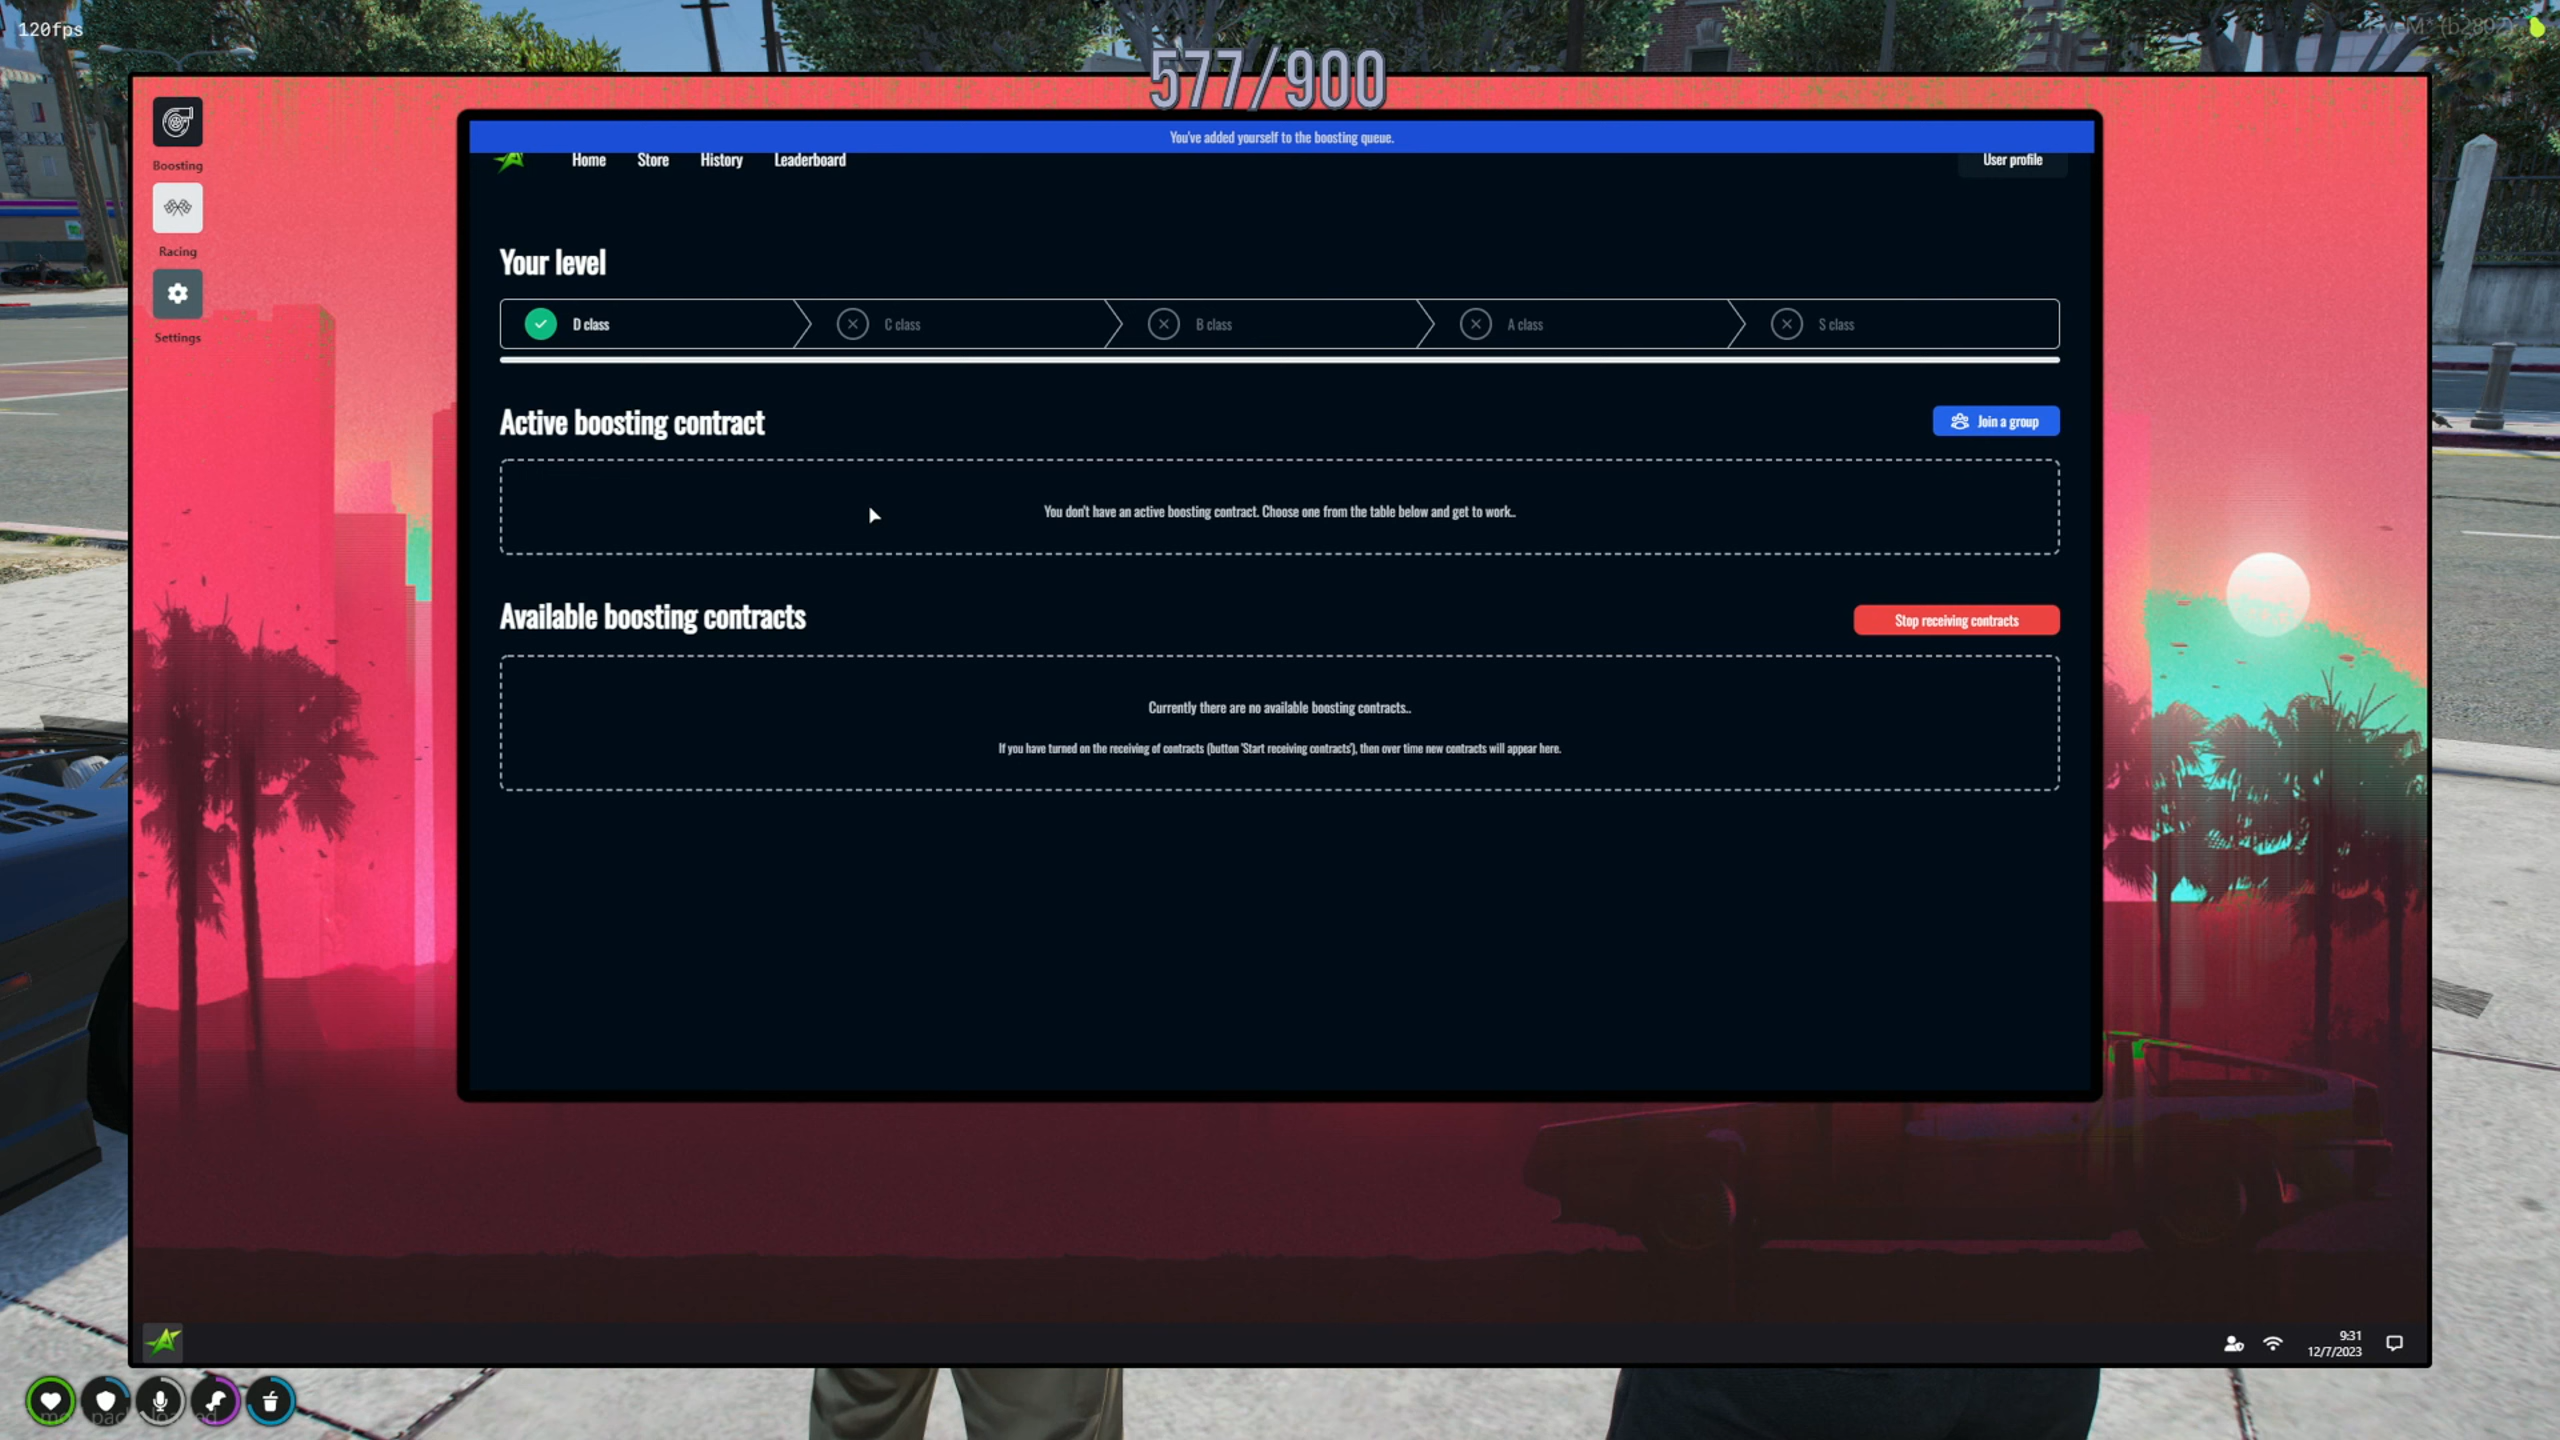 120fps
577/900
You've added yourself to the boosting queue.
Boosting
Racing
Settings
Home
Store
History
Leaderboard
User profile
Your level
D class
C class
B class
A class
S class
Active boosting contract
Join a group
You don't have an active boosting contract. Choose one from the table below and get to work..
Available boosting contracts
Stop receiving contracts
Currently there are no available boosting contracts..
If you have turned on the receiving of contracts (button 'Start receiving contracts'), then over time new contracts will appear here.
9:31
12/7/2023